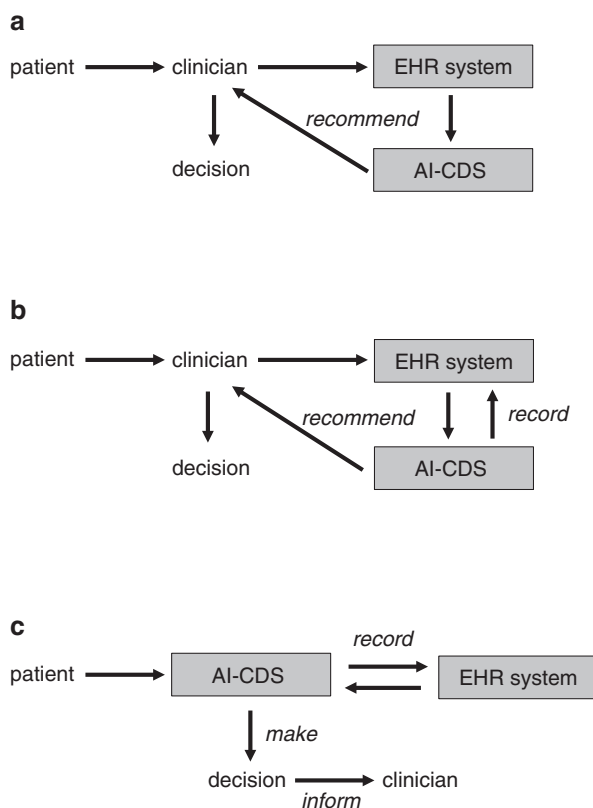 a
patient clinician EHR system
recommend
decision AI-CDS
b
patient clinician EHR system
recommend record
decision AI-CDS
c
record
patient AI-CDS EHR system
make
decision clinician
inform